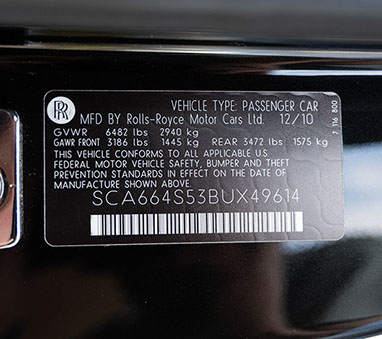 VEHICLE TYPE: PASSENGER CAR
MFD BY Rolls-Royce Motor Cars Ltd. 12/10
GVWR 6482 lbs 2940 kg
GAWR FRONT 3186 lbs 1445 kg REAR 3472 lbs 1575 kg
THIS VEHICLE CONFORMS TO ALL APPLICABLE
FEDERAL MOTOR VEHICLE SAFETY, BUMPER AND THEFT
PREVENTION STANDARDS IN EFFECT ON THE DATE
OF MANUFACTURE SHOWN ABOVE
SCA664S53BUX49614
7 116 800